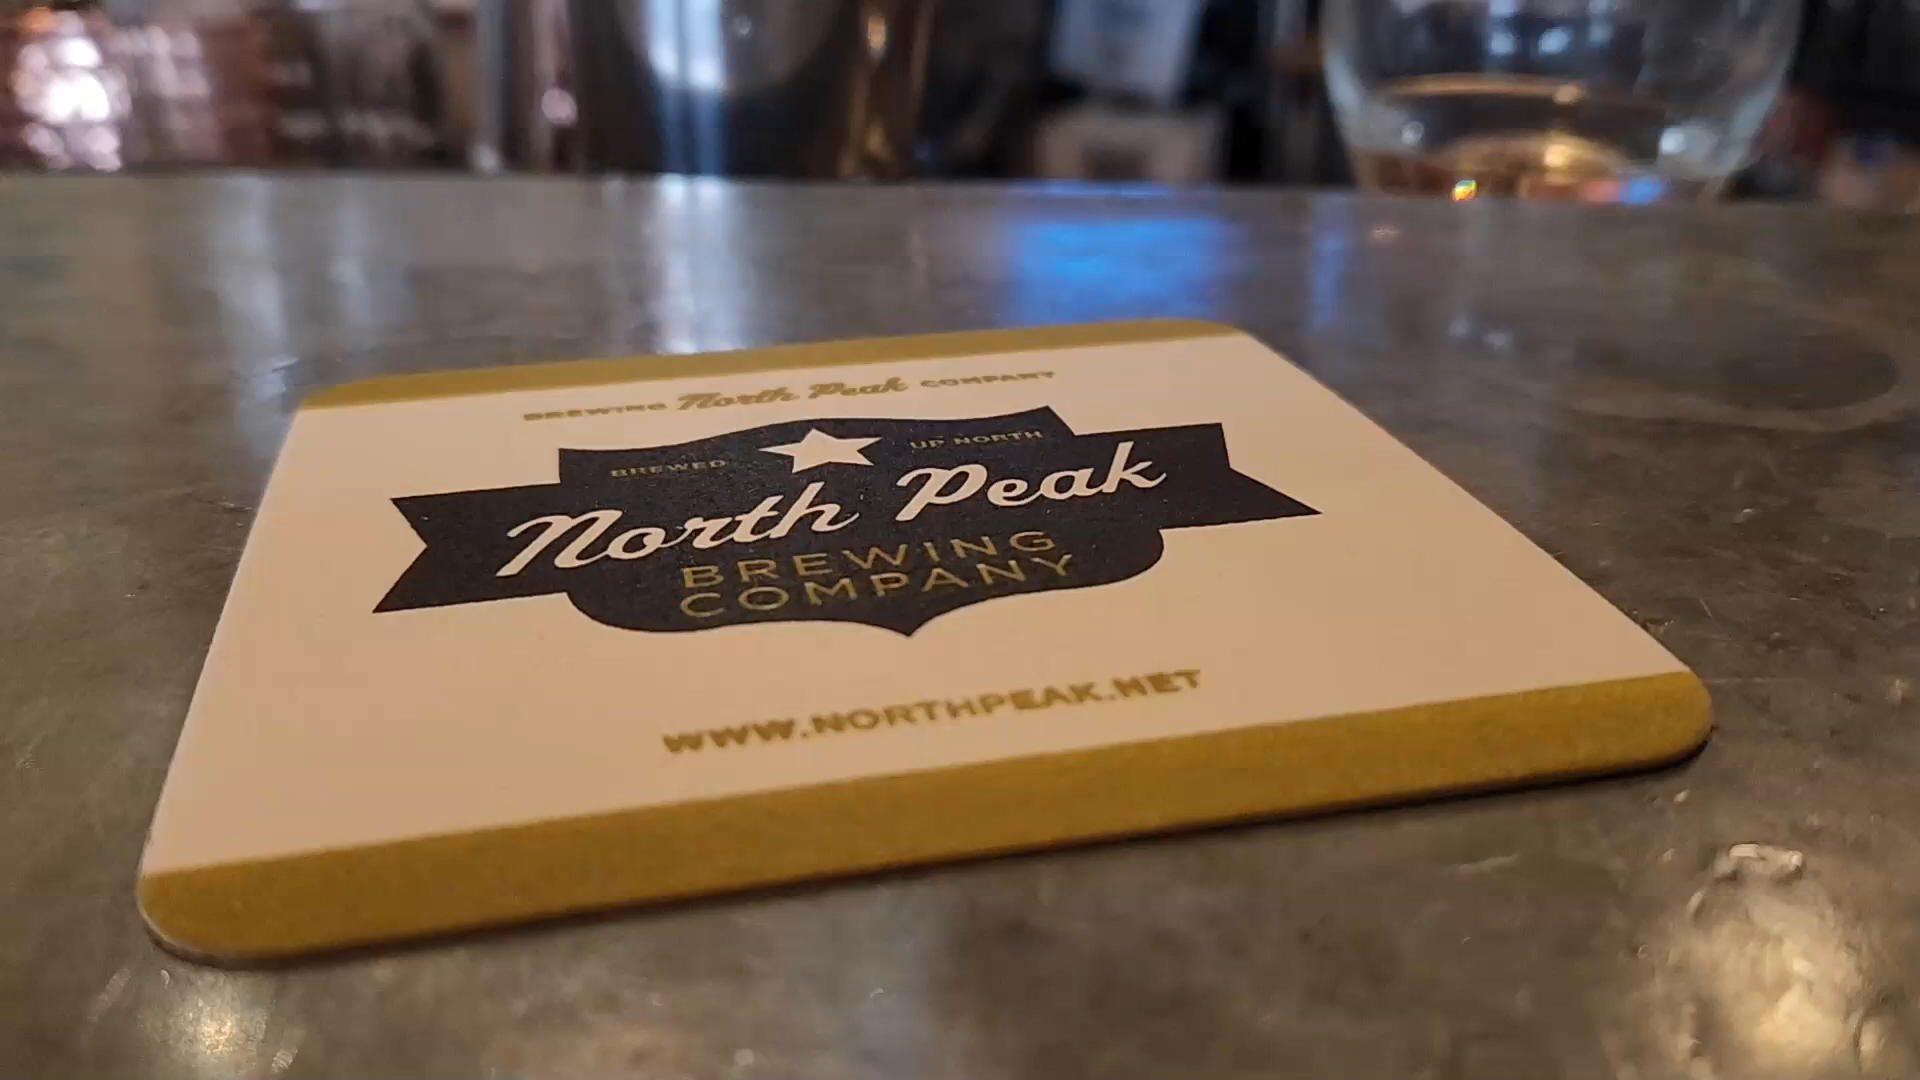 BREWING North Peak COMPANY
BREWED UP NORTH
North Peak
BREWING
COMPANY
WWW.NORTHPEAK.NET